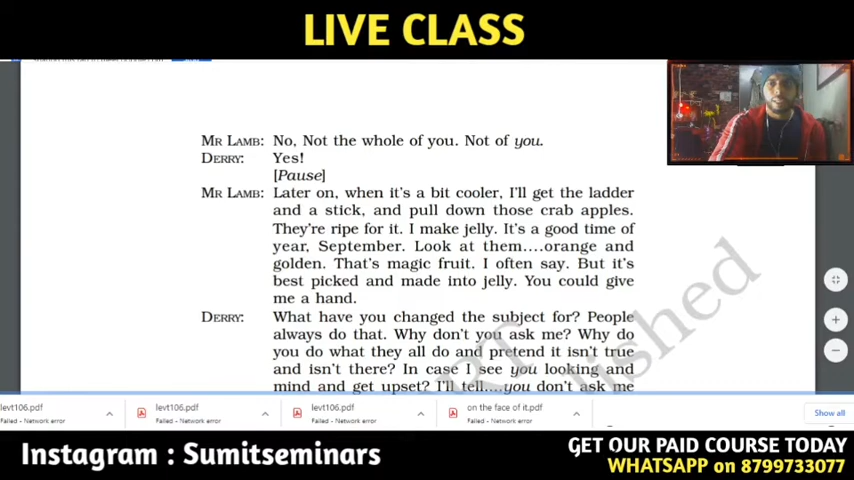 LIVE CLASS
MR LAMB: No, Not the whole of you. Not of you.
DERRY: Yes!
[Pause]
MR LAMB: Later on, when it's a bit cooler, I'll get the ladder
and a stick, and pull down those crab apples.
They're ripe for it. I make jelly. It's a good time of
year, September. Look at them....orange and
golden. That's magic fruit. I often say. But it's
best picked and made into jelly. You could give
me a hand.
DERRY: What have you changed the subject for? People
always do that. Why don't you ask me? Why do
you do what they all do and pretend it isn't true
and isn't there? In case I see you looking and
mind and get upset? I'll tell....you don't ask me
levt106.pdf levt106.pdf levt106.pdf on the face of it.pdf Show all
Failed - Network error Failed - Network error Failed - Network error Failed - Network error
Instagram : Sumitseminars
GET OUR PAID COURSE TODAY
WHATSAPP on 8799733077